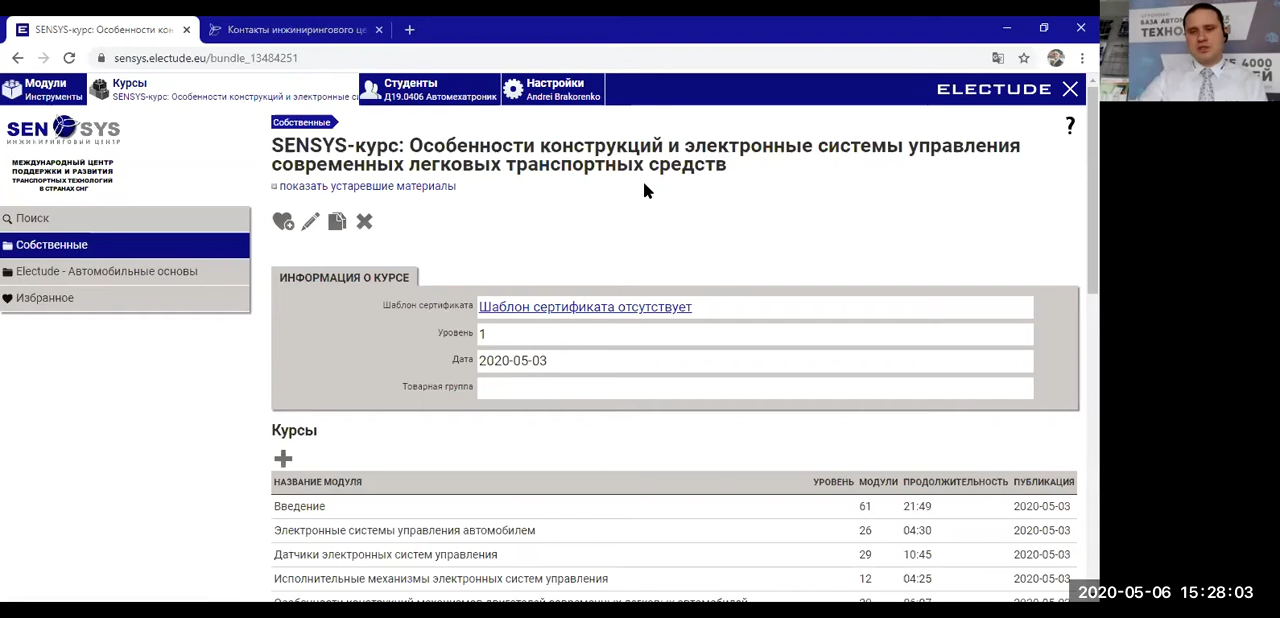 SENSYS-курс: Особенности кон
Контакты инжинирингового це
sensys.electude.eu/bundle_13484251
Модули
Инструменты
Курсы
SENSYS-курс: Особенности конструкций и электронные си
Студенты
Д19.0406 Автомехатроник
Настройки
Andrei Brakorenko
ELECTUDE
SENSYS
ИНЖИНИРИНГОВЫЙ ЦЕНТР
МЕЖДУНАРОДНЫЙ ЦЕНТР
ПОДДЕРЖКИ И РАЗВИТИЯ
ТРАНСПОРТНЫХ ТЕХНОЛОГИЙ
В СТРАНАХ СНГ
Поиск
Собственные
Electude - Автомобильные основы
Избранное
Собственные
?
SENSYS-курс: Особенности конструкций и электронные системы управления
современных легковых транспортных средств
показать устаревшие материалы
ИНФОРМАЦИЯ О КУРСЕ
Шаблон сертификата Шаблон сертификата отсутствует
Уровень 1
Дата 2020-05-03
Товарная группа
Курсы
НАЗВАНИЕ МОДУЛЯ УРОВЕНЬ МОДУЛИ ПРОДОЛЖИТЕЛЬНОСТЬ ПУБЛИКАЦИЯ
Введение 61 21:49 2020-05-03
Электронные системы управления автомобилем 26 04:30 2020-05-03
Датчики электронных систем управления 29 10:45 2020-05-03
Исполнительные механизмы электронных систем управления 12 04:25 2020-05-03
БАЗА
4000
2020-05-06 15:28:03